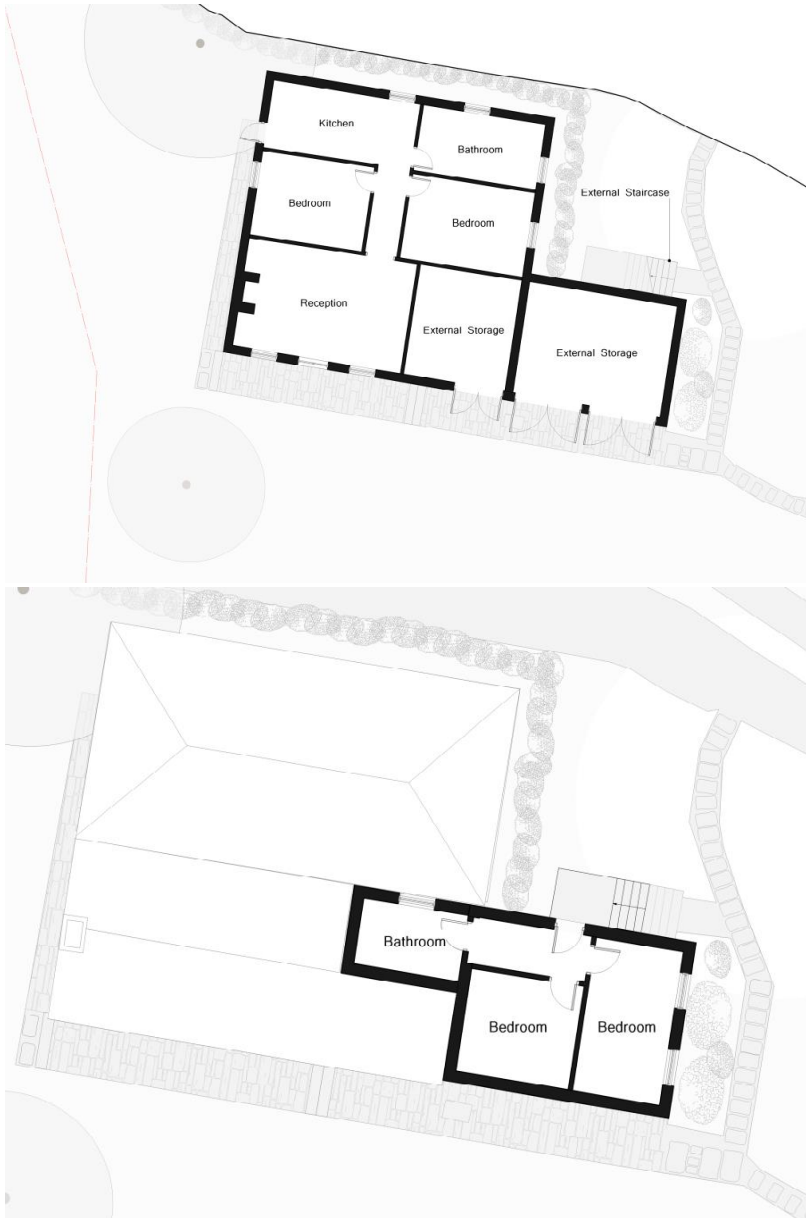 Kitchen
Bathroom
External Staircase
Bedroom
Bedroom
Reception
External Storage
External Storage
Bathroom
Bedroom
Bedroom